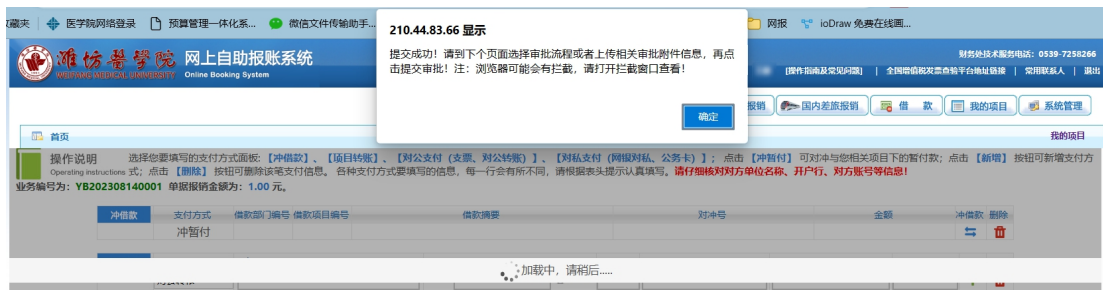 收藏夹 医学院网络登录 预算管理一体化系... 微信文件传输助手... 网报 ioDraw 免费在线画...
210.44.83.66 显示
提交成功！请到下个页面选择审批流程或者上传相关审批附件信息，再点
击提交审批！注：浏览器可能会有拦截，请打开拦截窗口查看！
确定
潍坊醫學院 网上自助报账系统
WEIFANG MEDICAL UNIVERSITY Online Booking System
财务处技术服务电话：0539-7258266
[操作指南及常见问题] | 全国增值税发票查验平台地址链接 | 常用联系人 | 退出
报销 国内差旅报销 借 款 我的项目 系统管理
首页 我的项目
操作说明 选择您要填写的支付方式面板:【冲借款】、【项目转账】、【对公支付（支票、对公转账）】、【对私支付（网银对私、公务卡）】；点击【冲暂付】可对冲与您相关项目下的暂付款；点击【新增】按钮可新增支付方
Operating instructions 式；点击【删除】按钮可删除该笔支付信息。 各种支付方式要填写的信息，每一行会有所不同，请根据表头提示认真填写。请仔细核对对方单位名称、开户行、对方账号等信息！
业务编号为: YB202308140001 单据报销金额为: 1.00 元。
冲借款 支付方式 借款部门编号 借款项目编号 借款摘要 对冲号 金额 冲借款 删除
冲暂付
加载中，请稍后.....